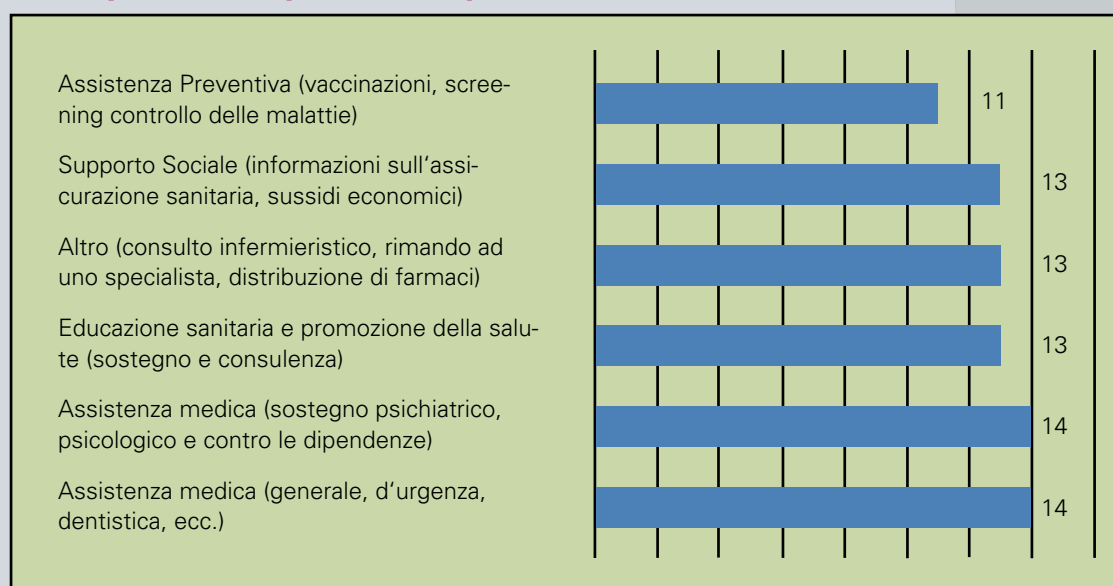 Assistenza Preventiva (vaccinazioni, scree-
ning controllo delle malattie)
11
Supporto Sociale (informazioni sull‘assi-
curazione sanitaria, sussidi economici)
13
Altro (consulto infermieristico, rimando ad
uno specialista, distribuzione di farmaci)
13
Educazione sanitaria e promozione della salu-
te (sostegno e consulenza)
13
Assistenza medica (sostegno psichiatrico,
psicologico e contro le dipendenze)
14
Assistenza medica (generale, d‘urgenza,
dentistica, ecc.)
14